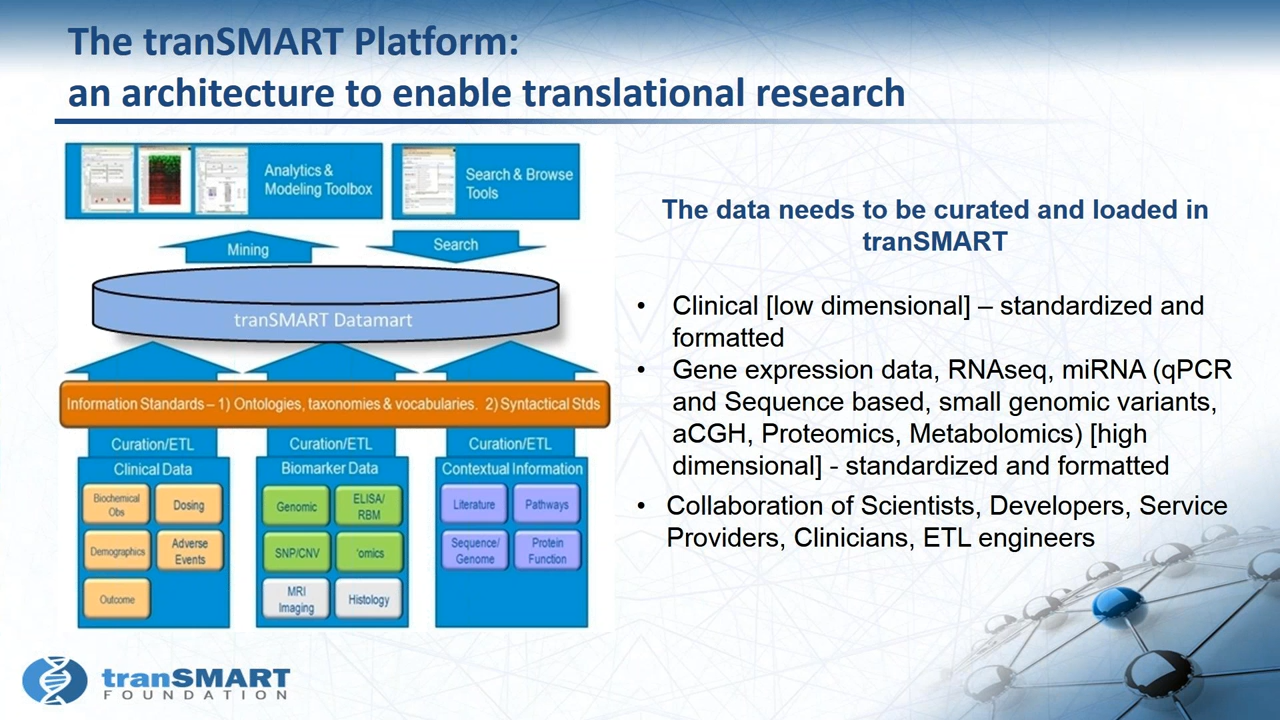 The tranSMART Platform:
an architecture to enable translational research
Analytics &
Modeling Toolbox
Search & Browse
Tools
Mining
Search
tranSMART Datamart
Information Standards – 1) Ontologies, taxonomies & vocabularies. 2) Syntactical Stds
Curation/ETL
Clinical Data
Biochemical
Obs
Dosing
Demographics
Adverse
Events
Outcome
Curation/ETL
Biomarker Data
Genomic
ELISA/
RBM
SNP/CNV
'omics
MRI
Imaging
Histology
Curation/ETL
Contextual Information
Literature
Pathways
Sequence/
Genome
Protein
Function
The data needs to be curated and loaded in
tranSMART
• Clinical [low dimensional] – standardized and
formatted
• Gene expression data, RNAseq, miRNA (qPCR
and Sequence based, small genomic variants,
aCGH, Proteomics, Metabolomics) [high
dimensional] - standardized and formatted
• Collaboration of Scientists, Developers, Service
Providers, Clinicians, ETL engineers
tranSMART
FOUNDATION